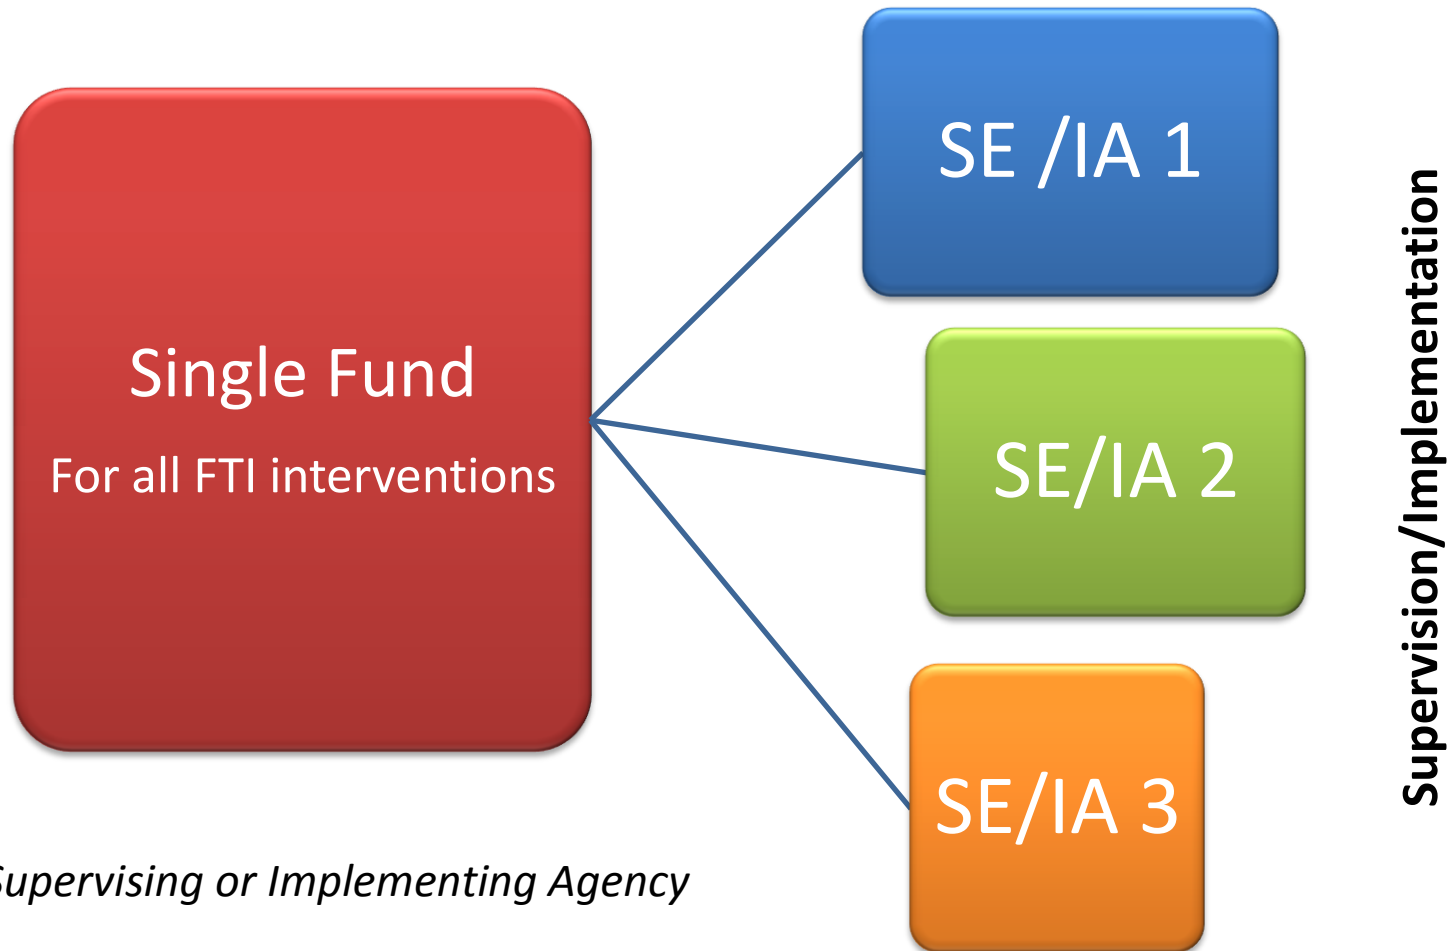 SE /IA 1
Single Fund
For all FTI interventions
SE/IA 2
SE/IA 3
Supervising or Implementing Agency
Supervision/Implementation